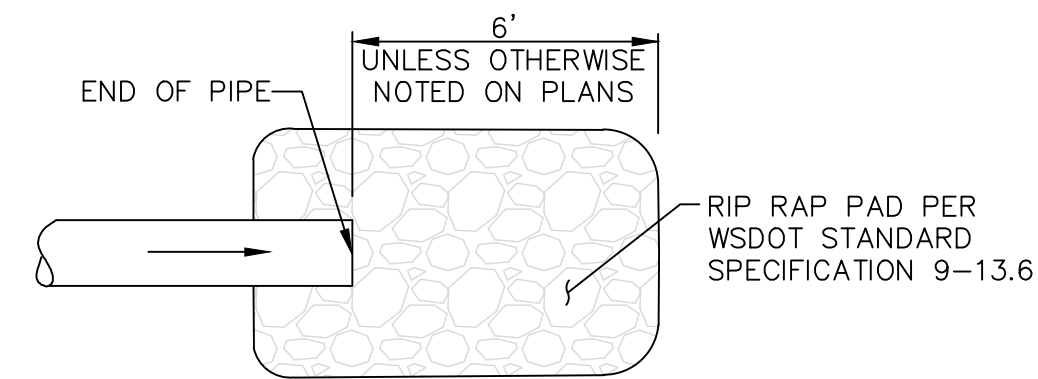 6'
UNLESS OTHERWISE
NOTED ON PLANS
END OF PIPE
RIP RAP PAD PER
WSDOT STANDARD
SPECIFICATION 9-13.6